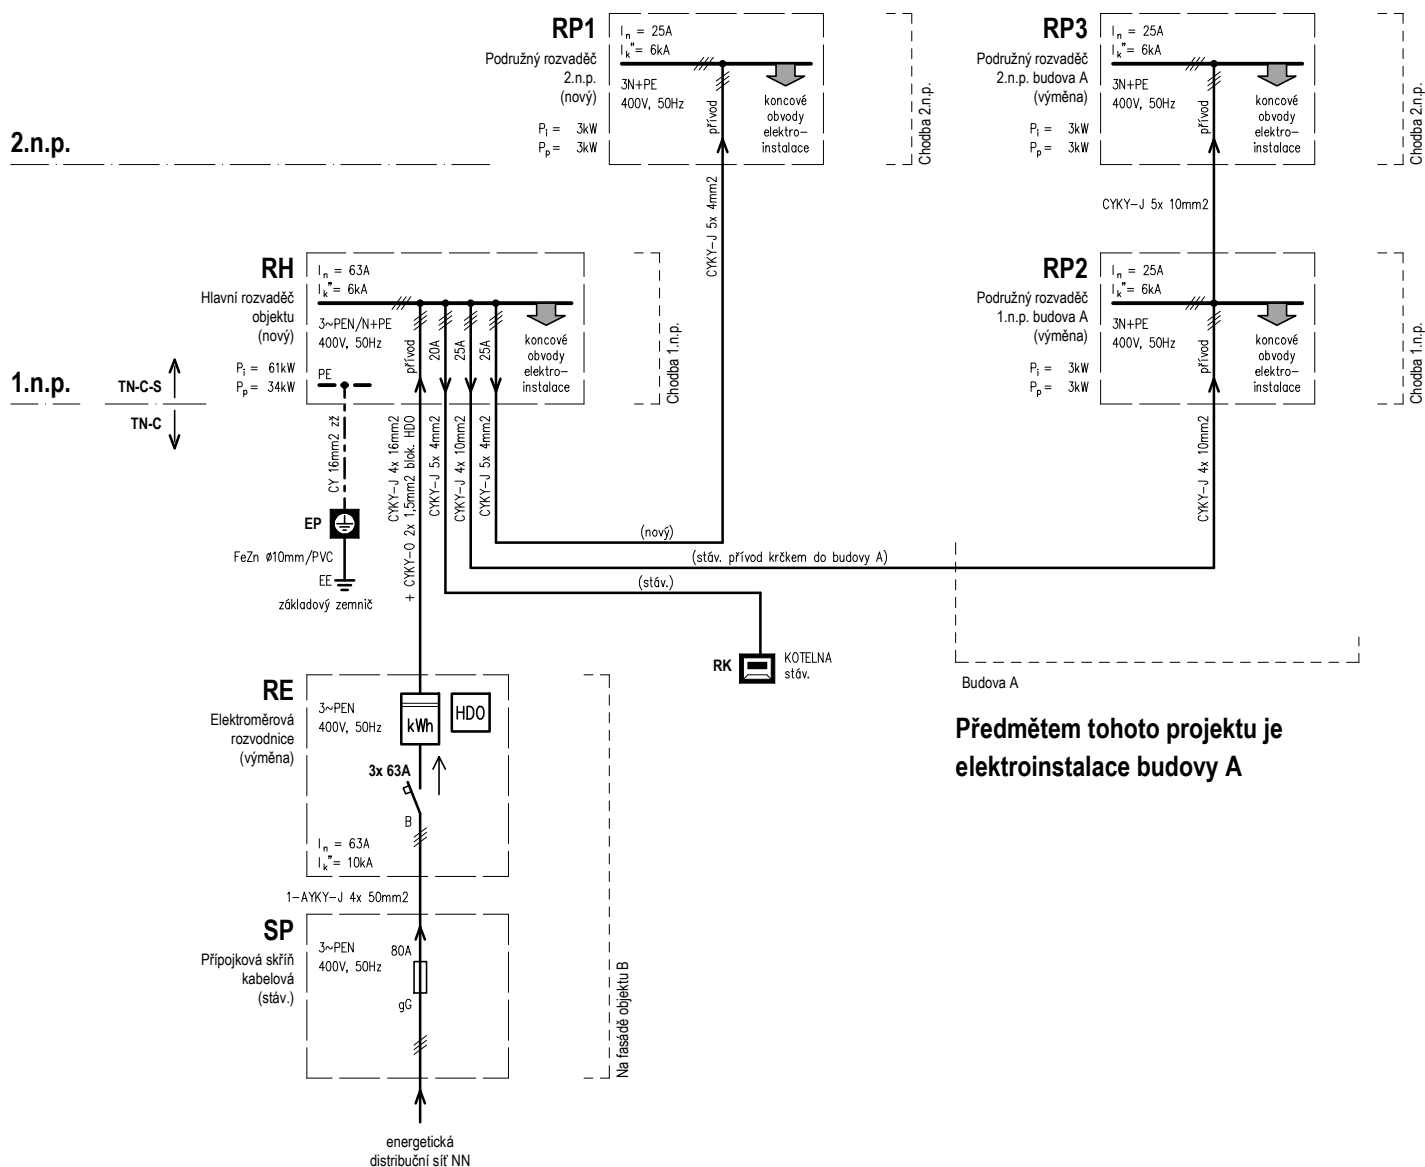 RP1
Podružný rozvaděč
2.n.p.
(nový)
Pi = 3kW
Pp = 3kW
In = 25A
Ik"= 6kA
3N+PE
400V, 50Hz
přívod
koncové
obvody
elektro–
instalace
Chodba 2.n.p.
CYKY–J 5x 4mm2
RP3
Podružný rozvaděč
2.n.p. budova A
(výměna)
Pi = 3kW
Pp = 3kW
In = 25A
Ik"= 6kA
3N+PE
400V, 50Hz
přívod
koncové
obvody
elektro–
instalace
Chodba 2.n.p.
CYKY–J 5x 10mm2
2.n.p.
RH
Hlavní rozvaděč
objektu
(nový)
Pi = 61kW
Pp = 34kW
In = 63A
Ik"= 6kA
3~PEN/N+PE
400V, 50Hz
PE
přívod
20A
25A
25A
koncové
obvody
elektro–
instalace
Chodba 1.n.p.
RP2
Podružný rozvaděč
1.n.p. budova A
(výměna)
Pi = 3kW
Pp = 3kW
In = 25A
Ik"= 6kA
3N+PE
400V, 50Hz
přívod
koncové
obvody
elektro–
instalace
Chodba 1.n.p.
1.n.p.
TN-C-S
TN-C
CY 16mm2 zž
CYKY–J 4x 16mm2
+ CYKY–O 2x 1,5mm2 blok. HDO
CYKY–J 5x 4mm2
CYKY–J 4x 10mm2
CYKY–J 5x 4mm2
CYKY–J 4x 10mm2
EP
FeZn ø10mm/PVC
EE
základový zemnič
(nový)
(stáv. přívod krčkem do budovy A)
(stáv.)
RK
KOTELNA
stáv.
Budova A
Předmětem tohoto projektu je
elektroinstalace budovy A
RE
Elektroměrová
rozvodnice
(výměna)
3~PEN
400V, 50Hz
kWh
HDO
3x 63A
B
In = 63A
Ik"= 10kA
1–AYKY–J 4x 50mm2
SP
Přípojková skříň
kabelová
(stáv.)
3~PEN
400V, 50Hz
80A
gG
Na fasádě objektu B
energetická
distribuční síť NN